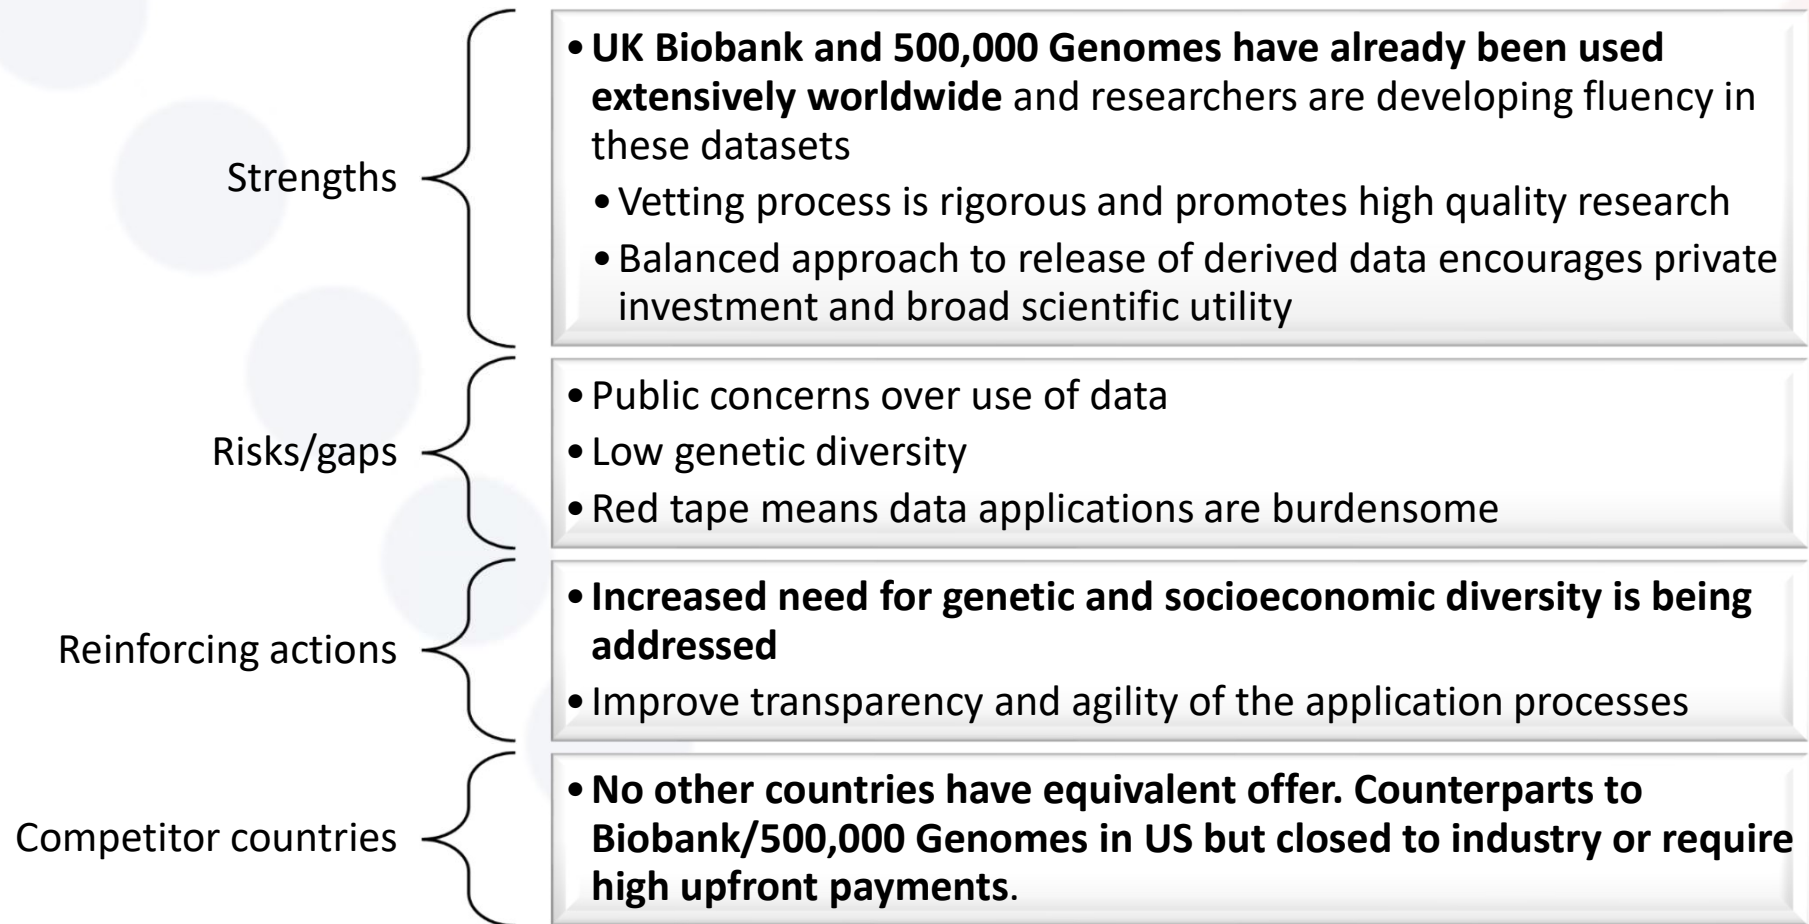 Strengths
• UK Biobank and 500,000 Genomes have already been used
extensively worldwide and researchers are developing fluency in
these datasets
• Vetting process is rigorous and promotes high quality research
• Balanced approach to release of derived data encourages private
investment and broad scientific utility
Risks/gaps
• Public concerns over use of data
• Low genetic diversity
• Red tape means data applications are burdensome
Reinforcing actions
• Increased need for genetic and socioeconomic diversity is being
addressed
• Improve transparency and agility of the application processes
Competitor countries
• No other countries have equivalent offer. Counterparts to
Biobank/500,000 Genomes in US but closed to industry or require
high upfront payments.